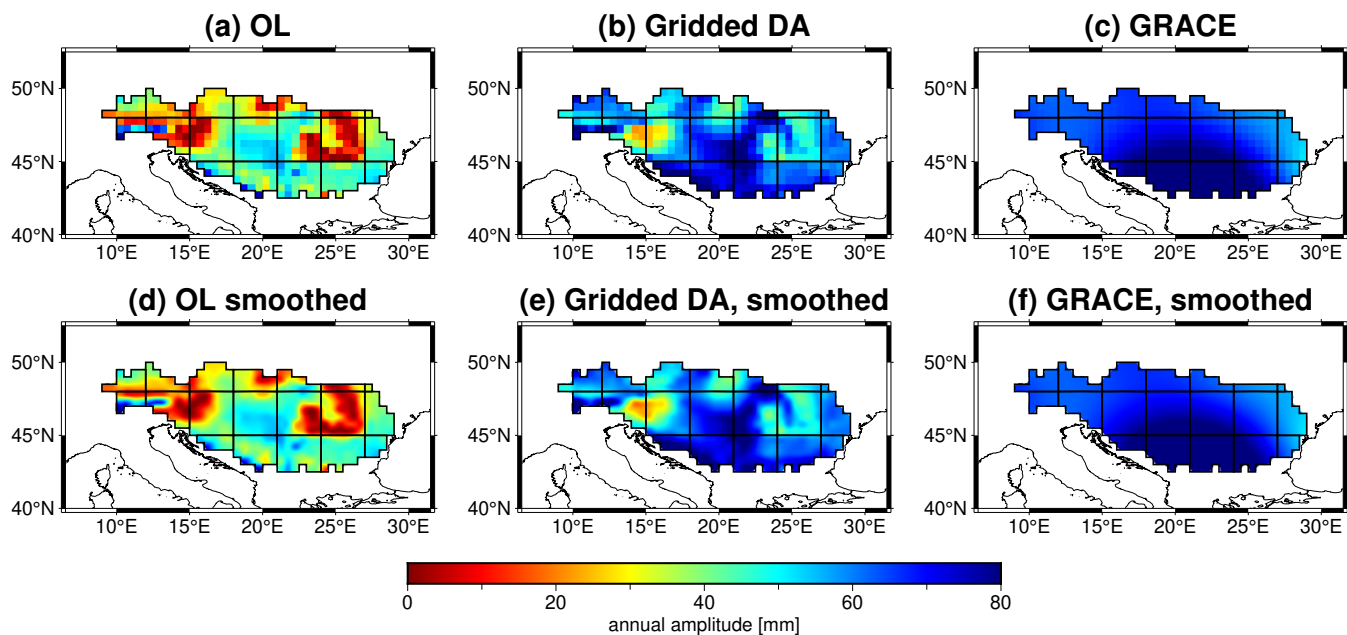 (a) OL (b) Gridded DA (c) GRACE
50°N 50°N 50°N
45°N 45°N 45°N
40°N 40°N 40°N
10°E 15°E 20°E 25°E 30°E 10°E 15°E 20°E 25°E 30°E 10°E 15°E 20°E 25°E 30°E
(d) OL smoothed (e) Gridded DA, smoothed (f) GRACE, smoothed
50°N 50°N 50°N
45°N 45°N 45°N
40°N 40°N 40°N
10°E 15°E 20°E 25°E 30°E 10°E 15°E 20°E 25°E 30°E 10°E 15°E 20°E 25°E 30°E
0 20 40 60 80
annual amplitude [mm]